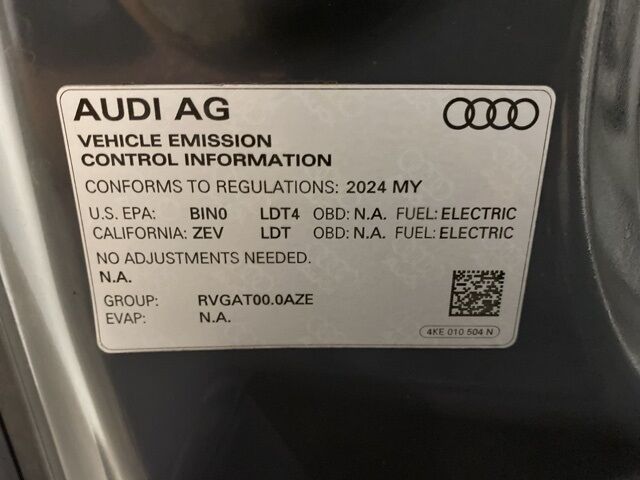 AUDI AG
VEHICLE EMISSION
CONTROL INFORMATION
CONFORMS TO REGULATIONS: 2024 MY
U.S. EPA: BIN0 LDT4 OBD: N.A. FUEL: ELECTRIC
CALIFORNIA: ZEV LDT OBD: N.A. FUEL: ELECTRIC
NO ADJUSTMENTS NEEDED.
N.A.
GROUP: RVGAT00.0AZE
EVAP: N.A.
4KE 010 504 N